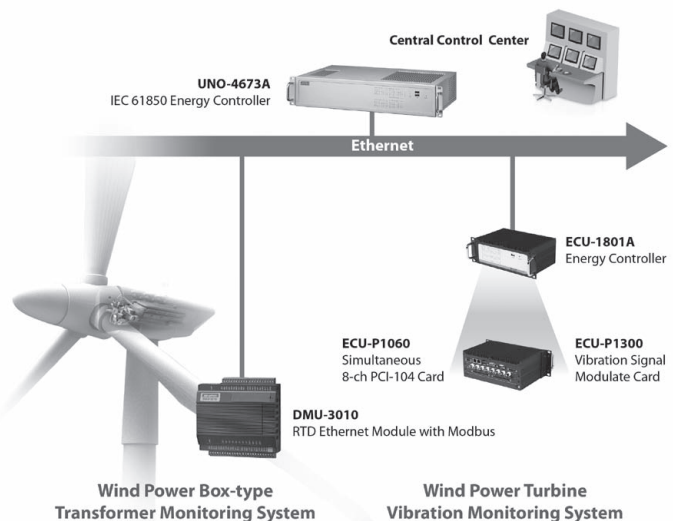 Central Control Center
UNO-4673A
IEC 61850 Energy Controller
Ethernet
ECU-1801A
Energy Controller
ECU-P1060
Simultaneous
8-ch PCI-104 Card
ECU-P1300
Vibration Signal
Modulate Card
DMU-3010
RTD Ethernet Module with Modbus
Wind Power Box-type
Transformer Monitoring System
Wind Power Turbine
Vibration Monitoring System